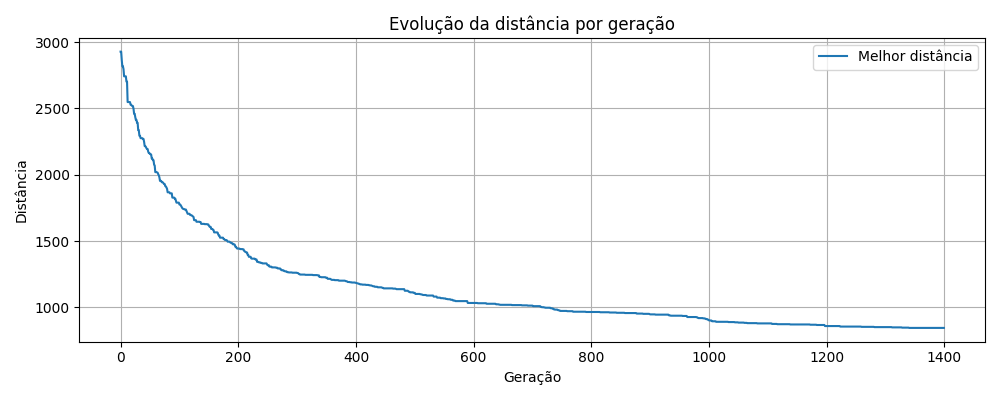 Evolução da distância por geração
Melhor distância
Distância
3000
2500
2000
1500
1000
0 200 400 600 800 1000 1200 1400
Geração